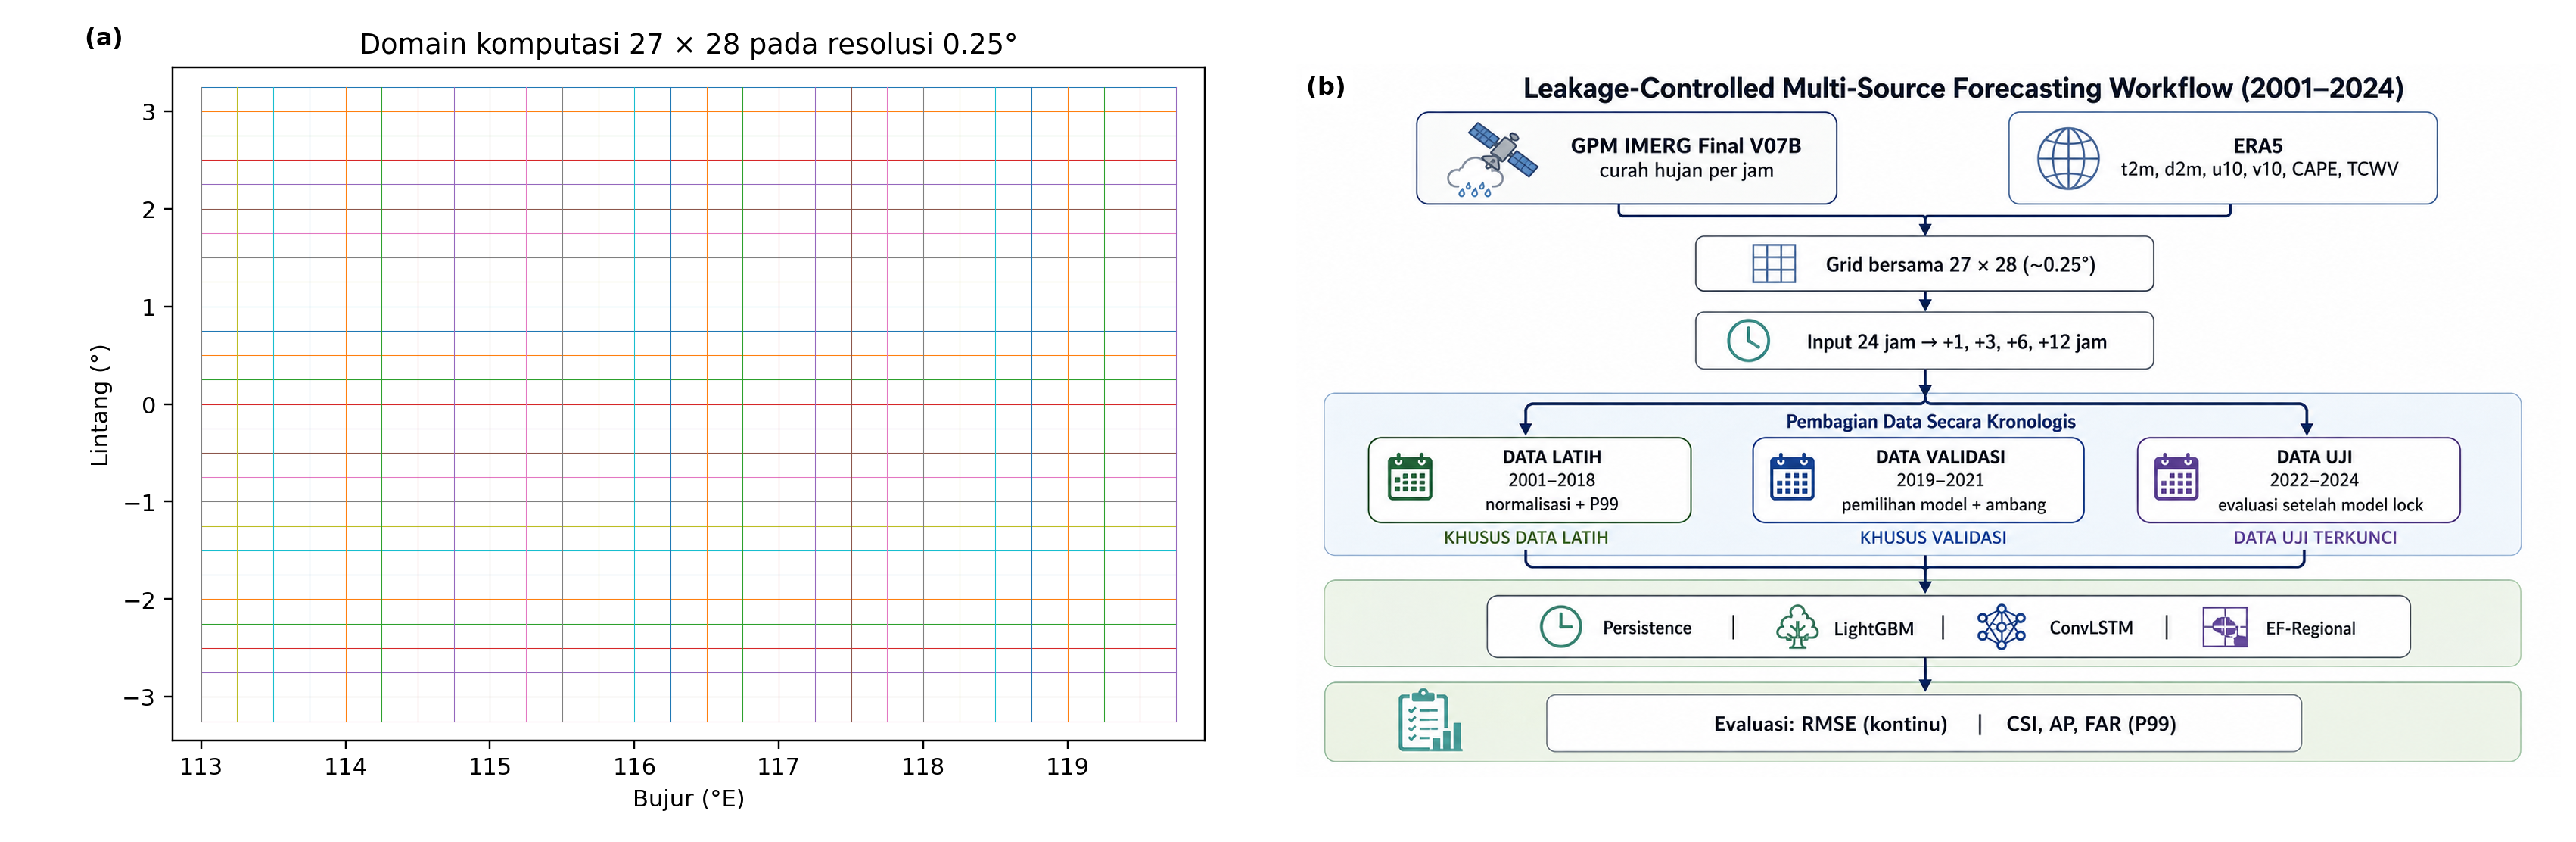 (a)
Domain komputasi 27 × 28 pada resolusi 0.25°
3
2
1
0
−1
−2
−3
Lintang (°)
113 114 115 116 117 118 119
Bujur (°E)
(b)
Leakage-Controlled Multi-Source Forecasting Workflow (2001–2024)
GPM IMERG Final V07B
curah hujan per jam
ERA5
t2m, d2m, u10, v10, CAPE, TCWV
Grid bersama 27 × 28 (~0.25°)
Input 24 jam → +1, +3, +6, +12 jam
Pembagian Data Secara Kronologis
DATA LATIH
2001–2018
normalisasi + P99
KHUSUS DATA LATIH
DATA VALIDASI
2019–2021
pemilihan model + ambang
KHUSUS VALIDASI
DATA UJI
2022–2024
evaluasi setelah model lock
DATA UJI TERKUNCI
Persistence | LightGBM | ConvLSTM | EF-Regional
Evaluasi: RMSE (kontinu) | CSI, AP, FAR (P99)